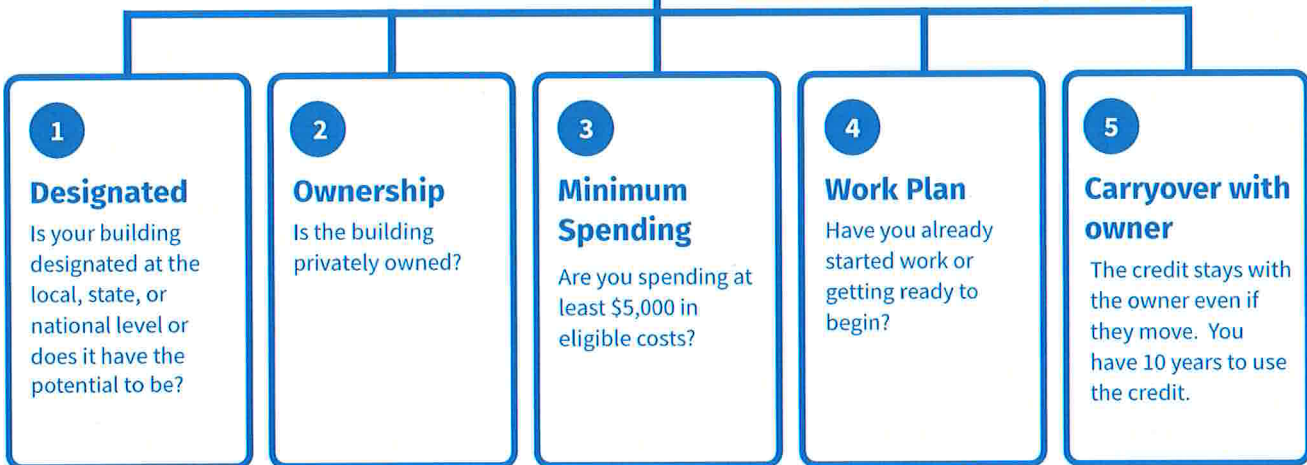 1
Designated
Is your building
designated at the
local, state, or
national level or
does it have the
potential to be?
2
Ownership
Is the building
privately owned?
3
Minimum
Spending
Are you spending at
least $5,000 in
eligible costs?
4
Work Plan
Have you already
started work or
getting ready to
begin?
5
Carryover with
owner
The credit stays with
the owner even if
they move.  You
have 10 years to use
the credit.